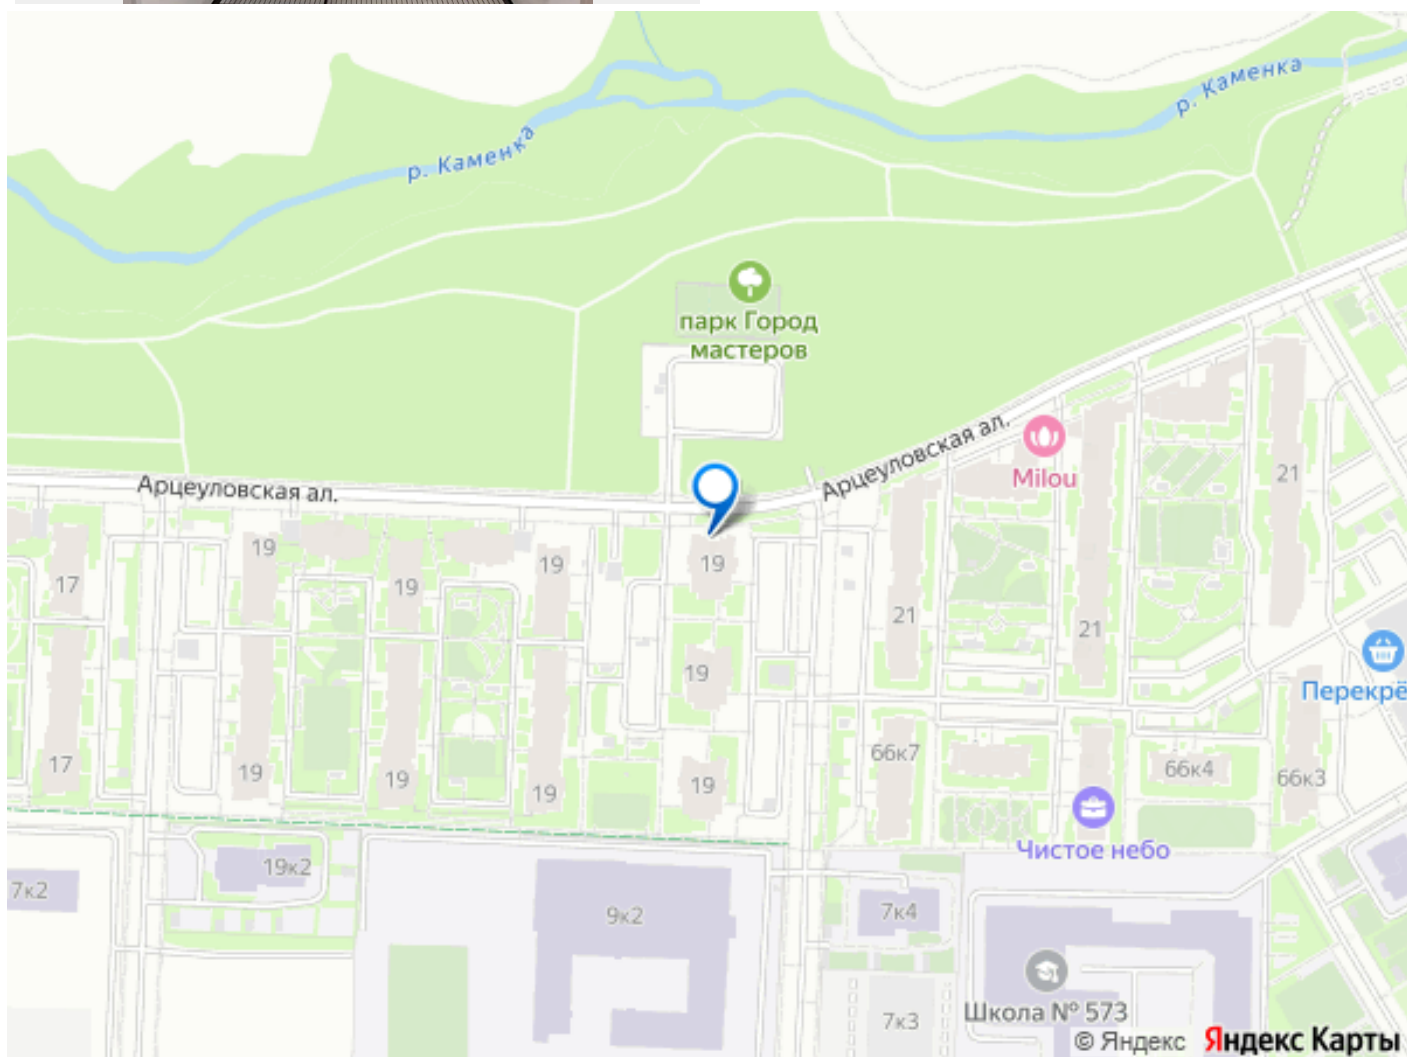 р. Каменка
р. Каменка
парк Город
мастеров
Арцеуловская ал.
Арцеуловская ал.
Milou
21
19
19
19
19
17
21
21
19
Перекрё
17
19
19
19
19
66к7
66к4
66к3
Чистое небо
19к2
7к2
9к2
7к4
Школа № 573
7к3
© Яндекс Яндекс Карты